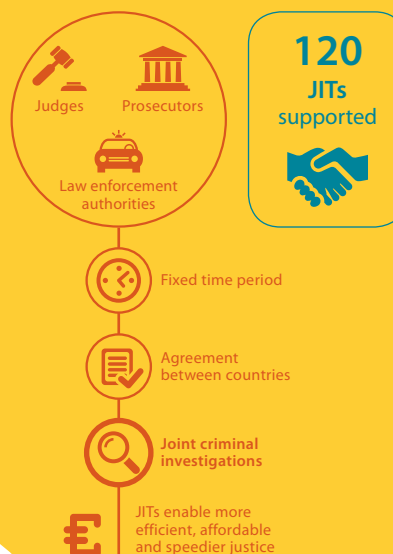 Judges
Prosecutors
Law enforcement
authorities
120
JITs
supported
Fixed time period
Agreement
between countries
Joint criminal
investigations
JITs enable more
efficient, affordable
and speedier justice